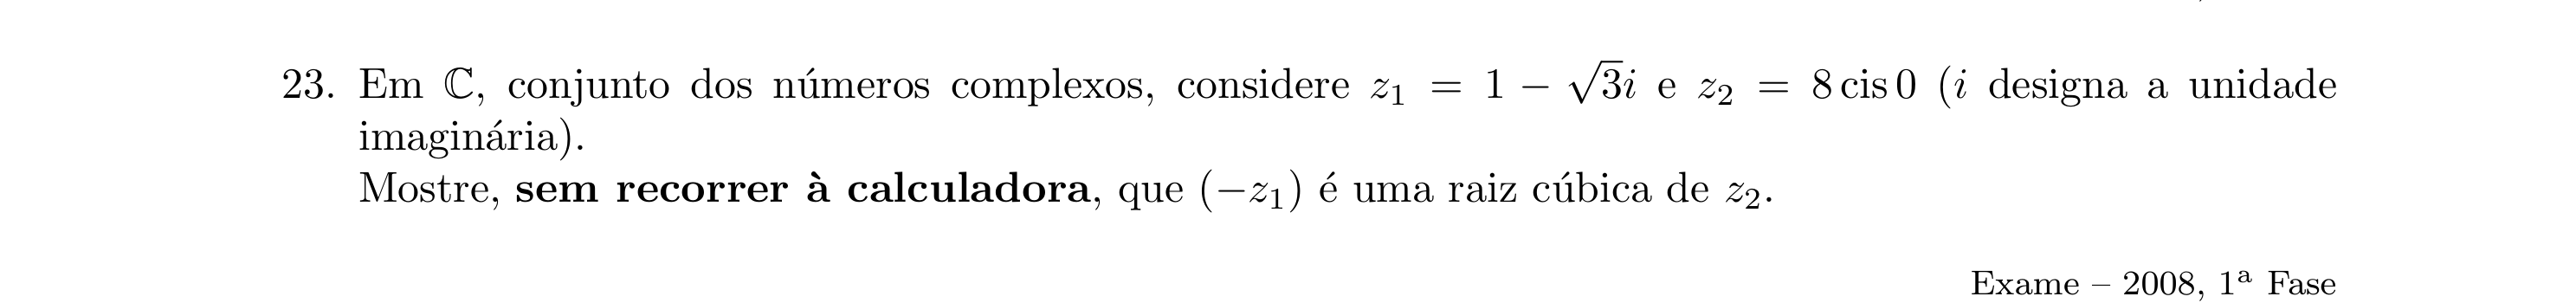 23. Em ℂ, conjunto dos números complexos, considere z₁ = 1 − √3i e z₂ = 8 cis 0 (i designa a unidade
imaginária).
Mostre, sem recorrer à calculadora, que (−z₁) é uma raiz cúbica de z₂.
Exame – 2008, 1ª Fase